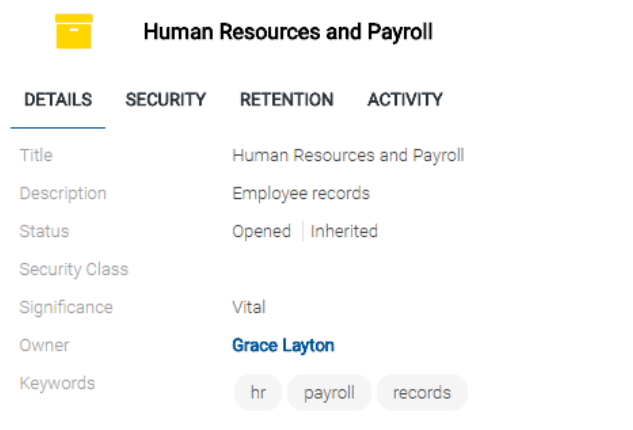 Human Resources and Payroll
DETAILS SECURITY RETENTION ACTIVITY
Title Human Resources and Payroll
Description Employee records
Status Opened Inherited
Security Class
Significance Vital
Owner Grace Layton
Keywords hr payroll records